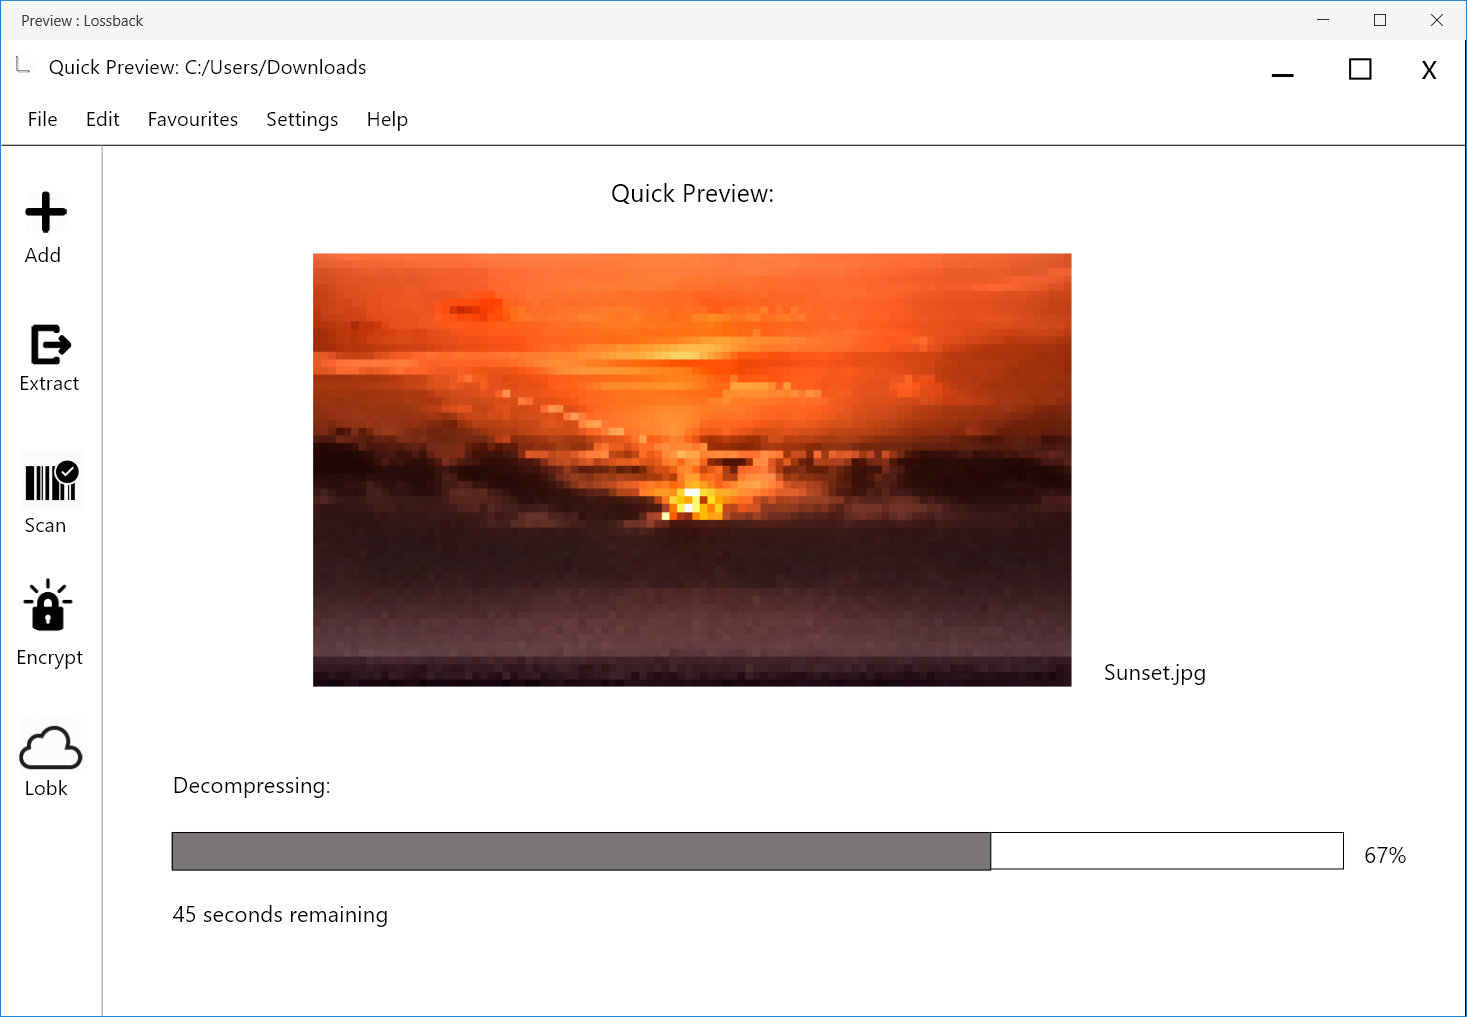 Preview : Lossback
Quick Preview: C:/Users/Downloads
X
File Edit Favourites Settings Help
Quick Preview:
Add
Extract
Scan
Encrypt
Sunset.jpg
Lobk
Decompressing:
67%
45 seconds remaining